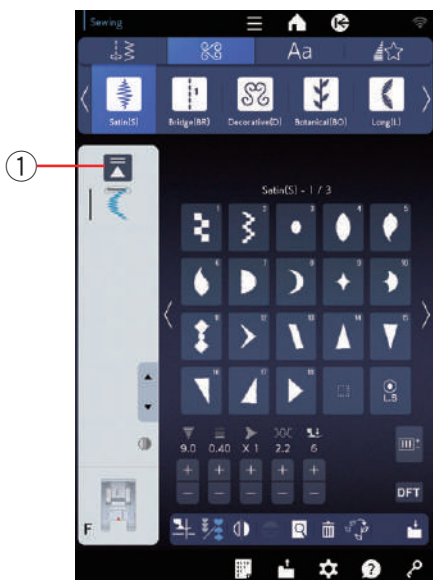 Sewing
Aa
Satin(S) Bridge(BR) Decorative(D) Botanical(BO) Long(L)
1
Satin(S) - 1 / 3
1 2 3 4 5
6 7 8 9 10
11 12 13 14 15
16 17 18 L.S
9.0 0.40 X 1 2.2 6
+ + + + +
− − − − −
DFT
F
?